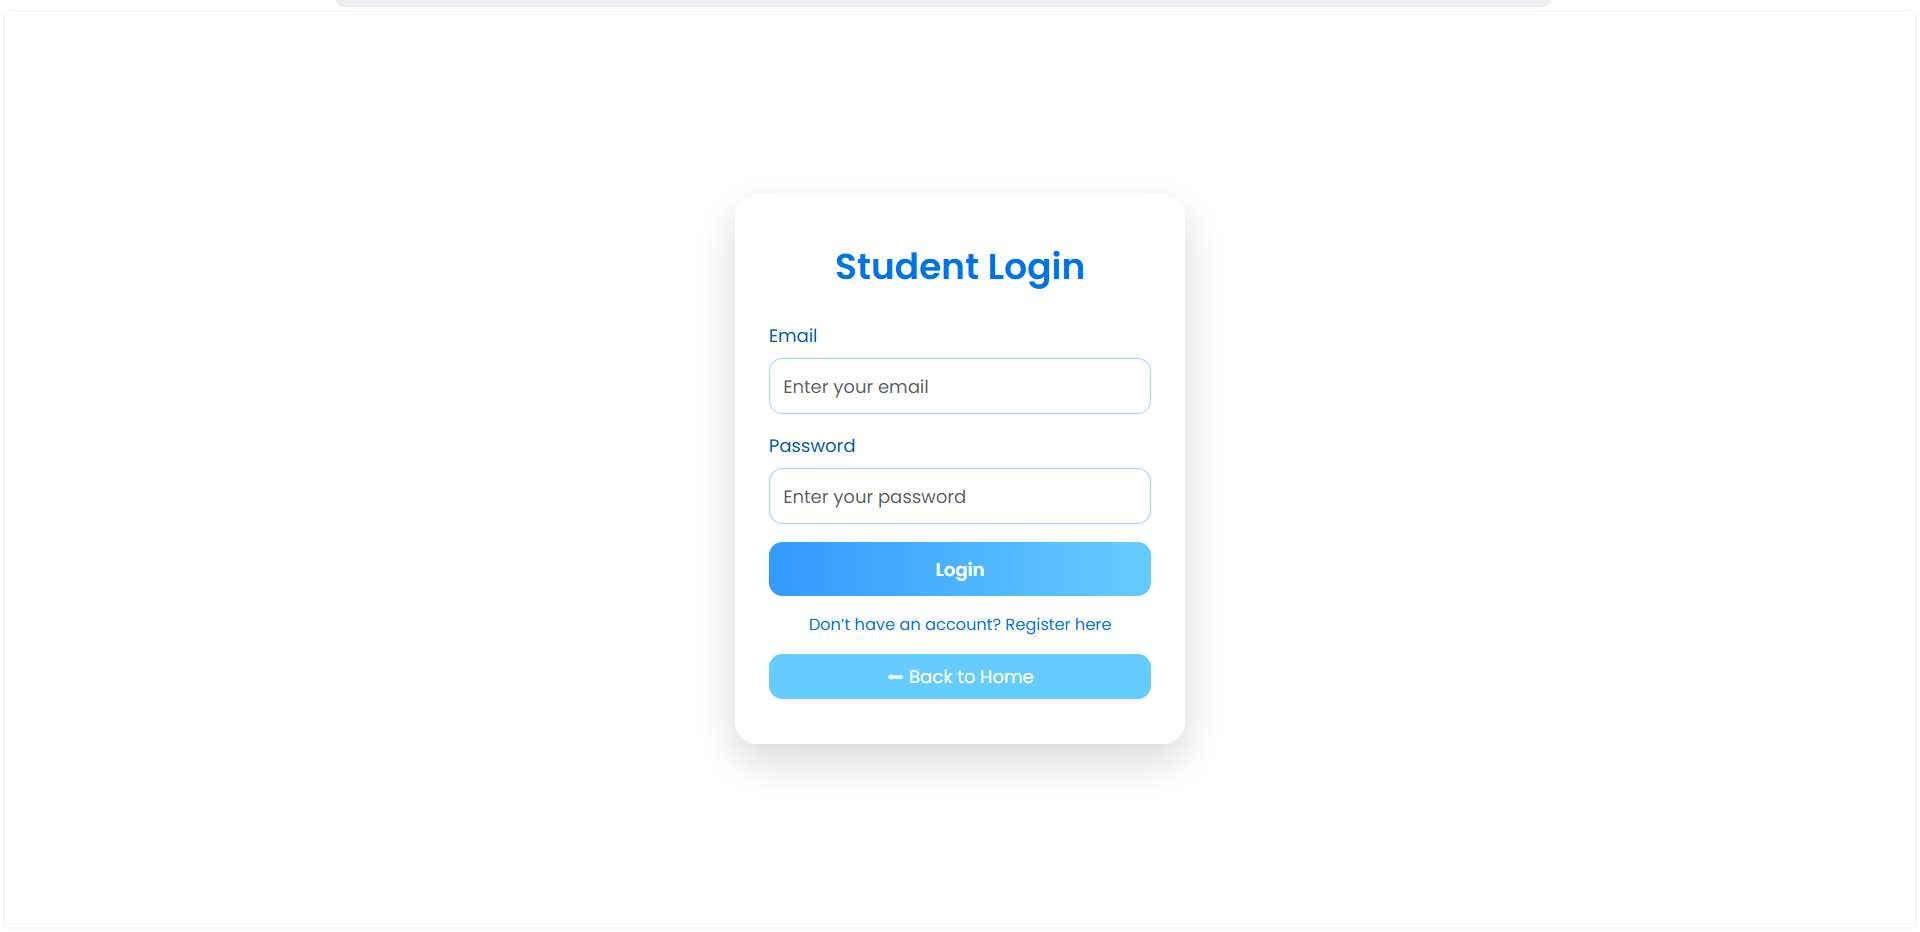 Student Login
Email
Enter your email
Password
Enter your password
Login
Don’t have an account? Register here
⬅ Back to Home